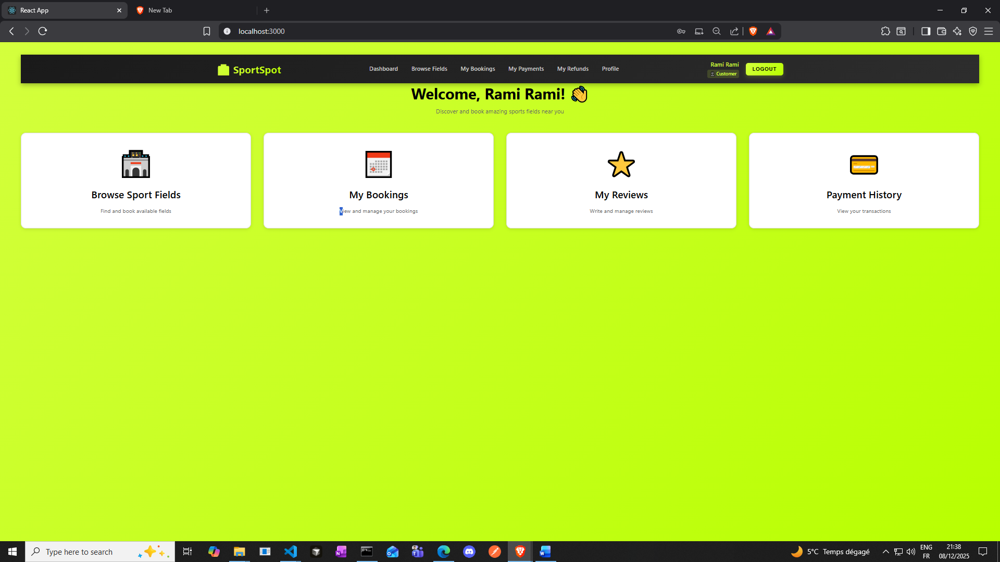 React App
New Tab
localhost:3000
SportSpot
Dashboard
Browse Fields
My Bookings
My Payments
My Refunds
Profile
Rami Rami
Customer
LOGOUT
Welcome, Rami Rami!
Discover and book amazing sports fields near you
Browse Sport Fields
Find and book available fields
My Bookings
View and manage your bookings
My Reviews
Write and manage reviews
Payment History
View your transactions
Type here to search
5°C Temps dégagé
ENG
FR
21:38
08/12/2025